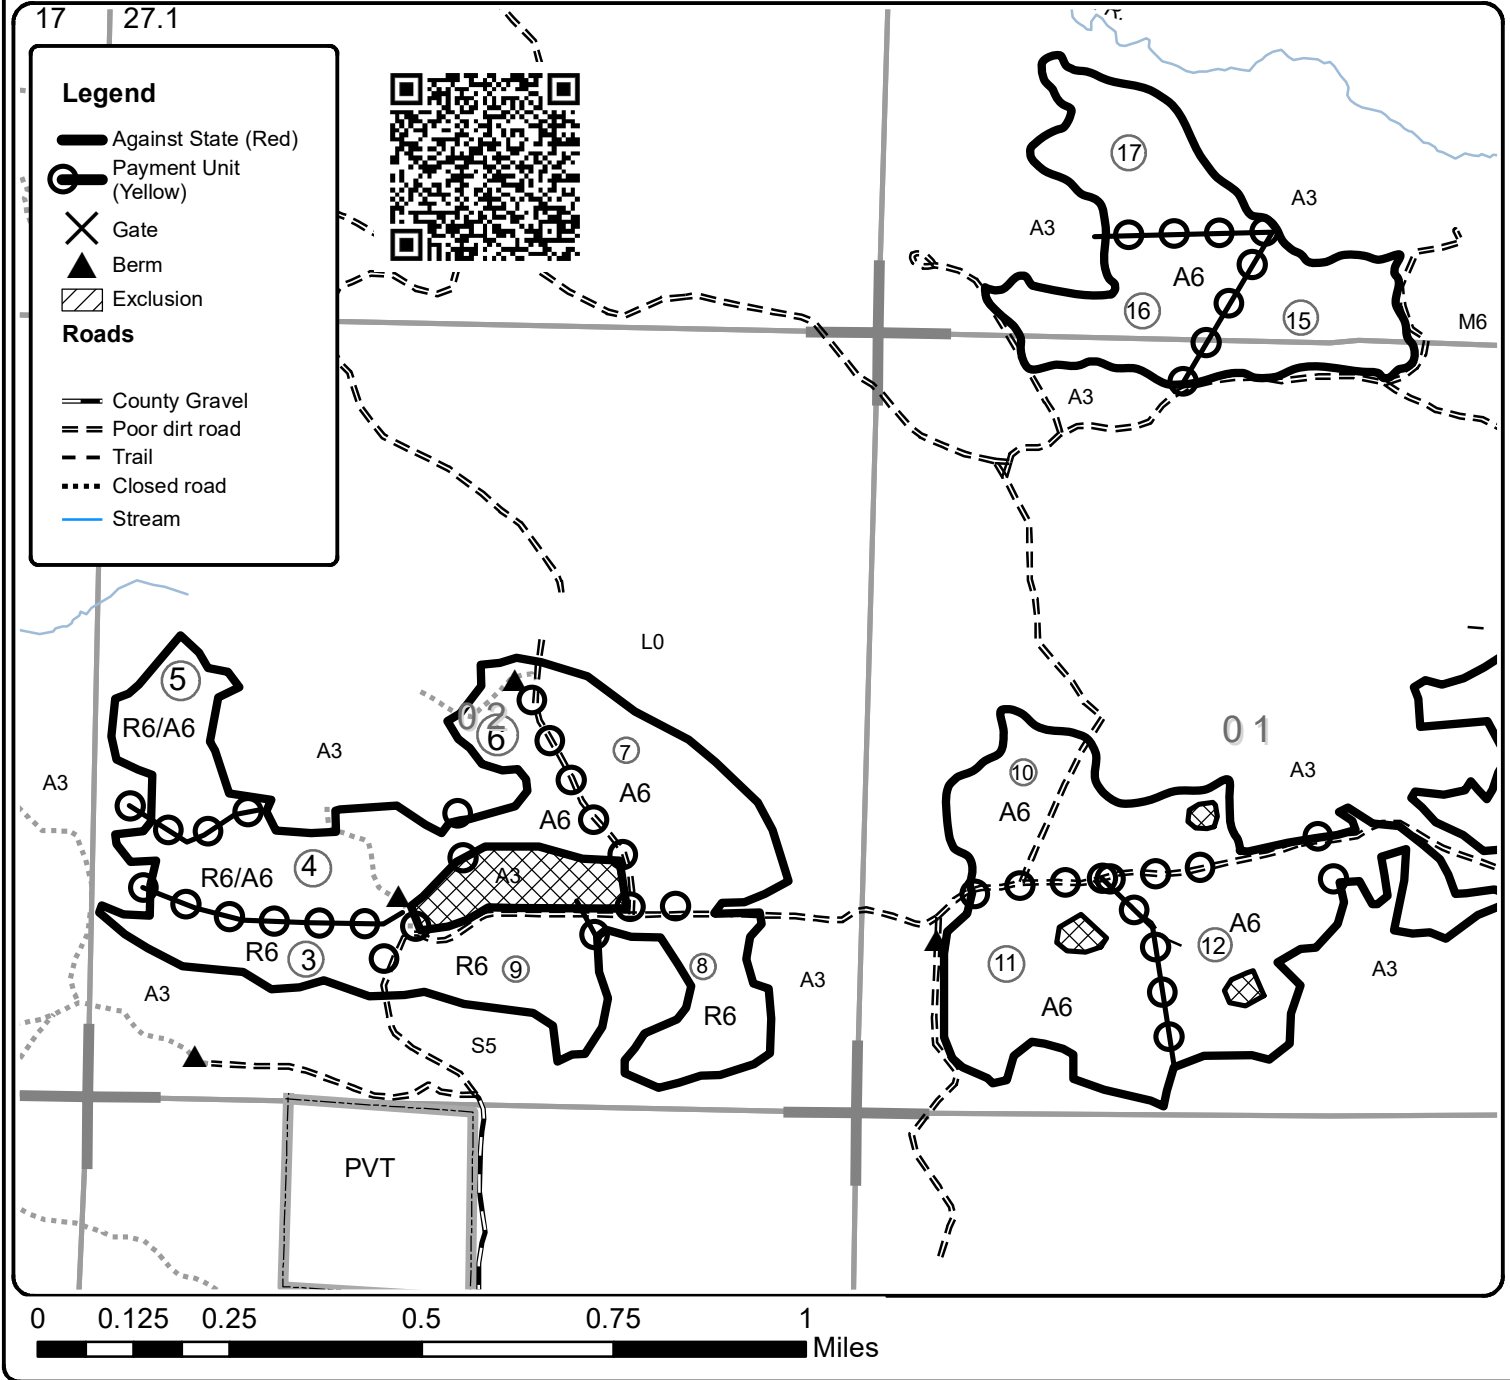 17 27.1
Legend
Against State (Red)
Payment Unit
(Yellow)
Gate
Berm
Exclusion
Roads
County Gravel
Poor dirt road
Trail
Closed road
Stream
17
A3
A3
A6
16
15
M6
A3
L0
5
R6/A6
02
6
7
A3
A3
A6
A6
4
R6/A6
A3
R6
3
R6
9
8
R6
A3
A3
S5
PVT
01
10
A6
A3
A6
12
11
A6
A3
0 0.125 0.25 0.5 0.75 1
Miles